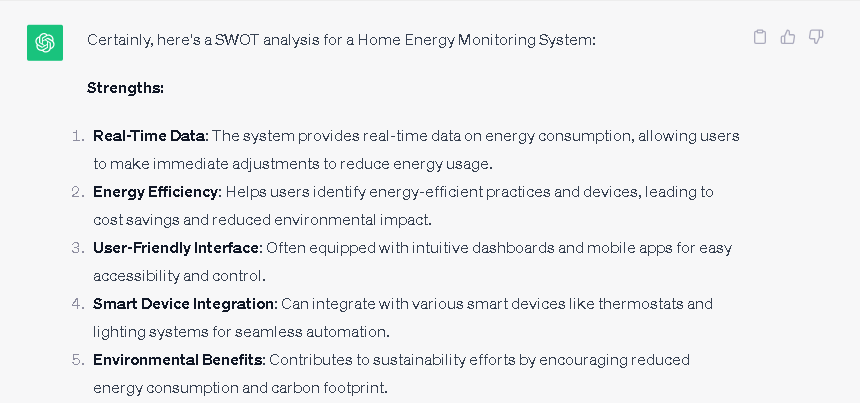 Certainly, here's a SWOT analysis for a Home Energy Monitoring System:
Strengths:
1. Real-Time Data: The system provides real-time data on energy consumption, allowing users
to make immediate adjustments to reduce energy usage.
2. Energy Efficiency: Helps users identify energy-efficient practices and devices, leading to
cost savings and reduced environmental impact.
3. User-Friendly Interface: Often equipped with intuitive dashboards and mobile apps for easy
accessibility and control.
4. Smart Device Integration: Can integrate with various smart devices like thermostats and
lighting systems for seamless automation.
5. Environmental Benefits: Contributes to sustainability efforts by encouraging reduced
energy consumption and carbon footprint.